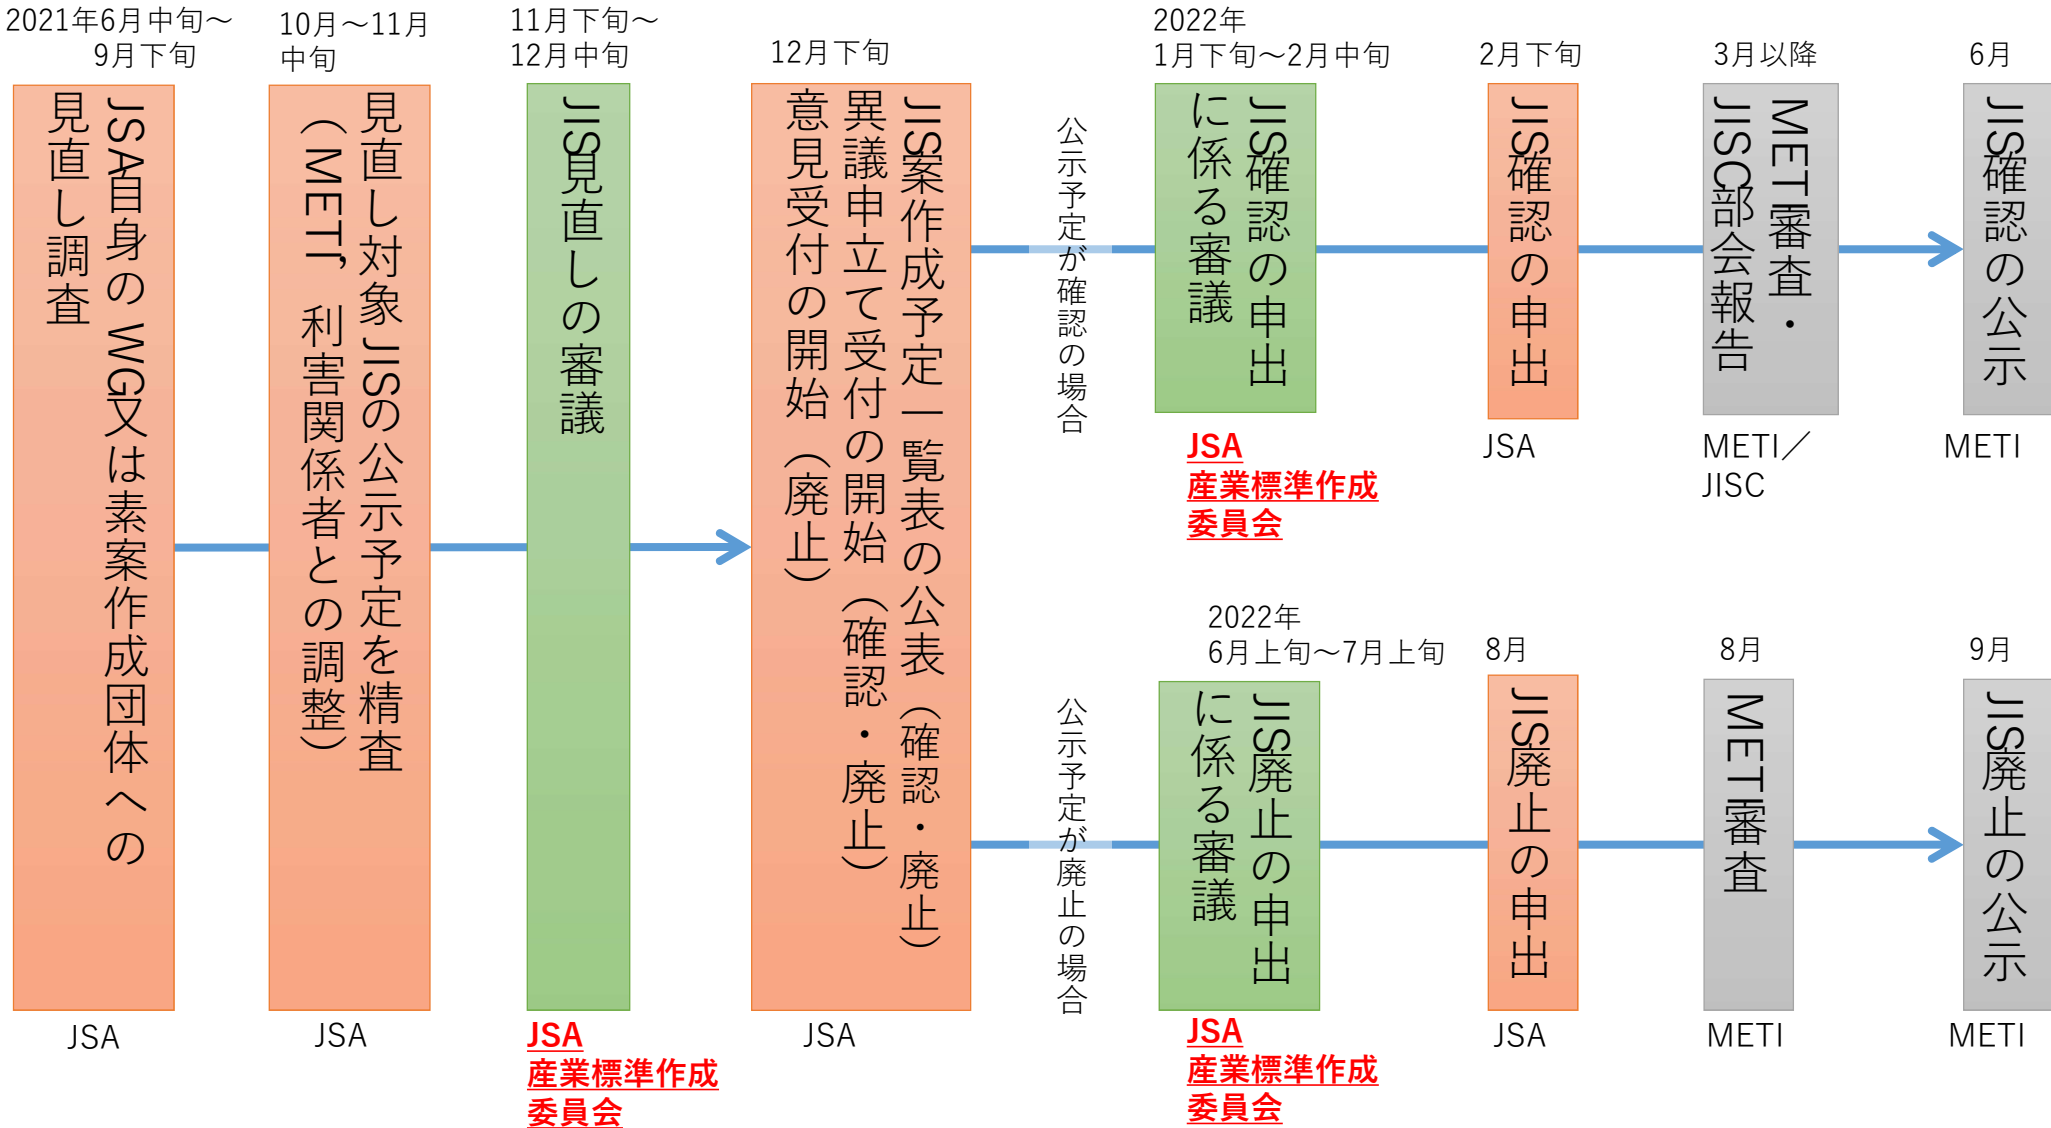 2021年6月中旬～
9月下旬
JSA自身のWG又は素案作成団体への
見直し調査
JSA
10月～11月
中旬
見直し対象JISの公示予定を精査
（METI，利害関係者との調整）
JSA
11月下旬～
12月中旬
JIS見直しの審議
JSA
産業標準作成
委員会
12月下旬
JIS案作成予定一覧表の公表（確認・廃止）
異議申立て受付の開始（確認・廃止）
意見受付の開始（廃止）
JSA
公示予定が確認の場合
2022年
1月下旬～2月中旬
JIS確認の申出
に係る審議
JSA
産業標準作成
委員会
2月下旬
JIS確認の申出
JSA
3月以降
METI審査・
JISC部会報告
METI／
JISC
6月
JIS確認の公示
METI
公示予定が廃止の場合
2022年
6月上旬～7月上旬
JIS廃止の申出
に係る審議
JSA
産業標準作成
委員会
8月
JIS廃止の申出
JSA
8月
METI審査
METI
9月
JIS廃止の公示
METI